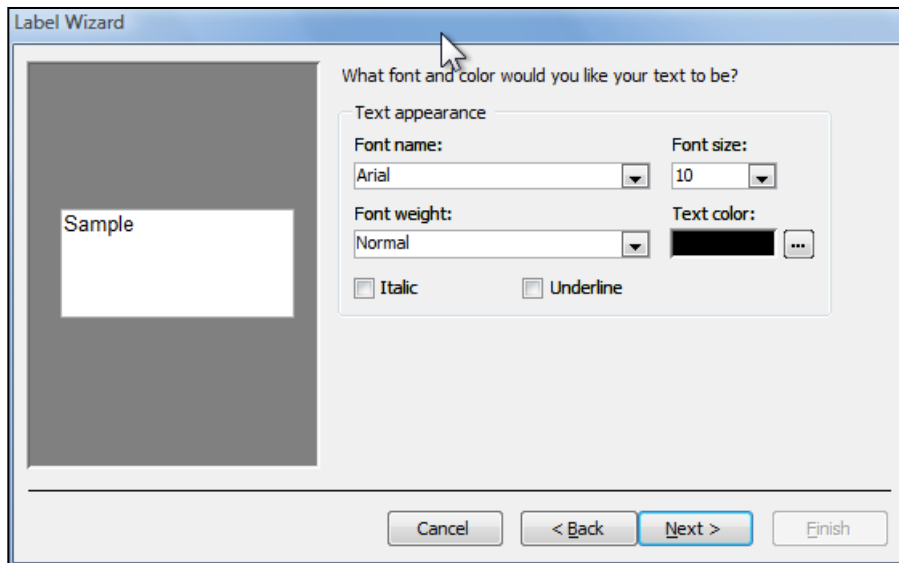 Label Wizard
What font and color would you like your text to be?
Text appearance
Font name: Font size:
Arial 10
Font weight: Text color:
Normal ...
Italic Underline
Sample
Cancel < Back Next > Finish